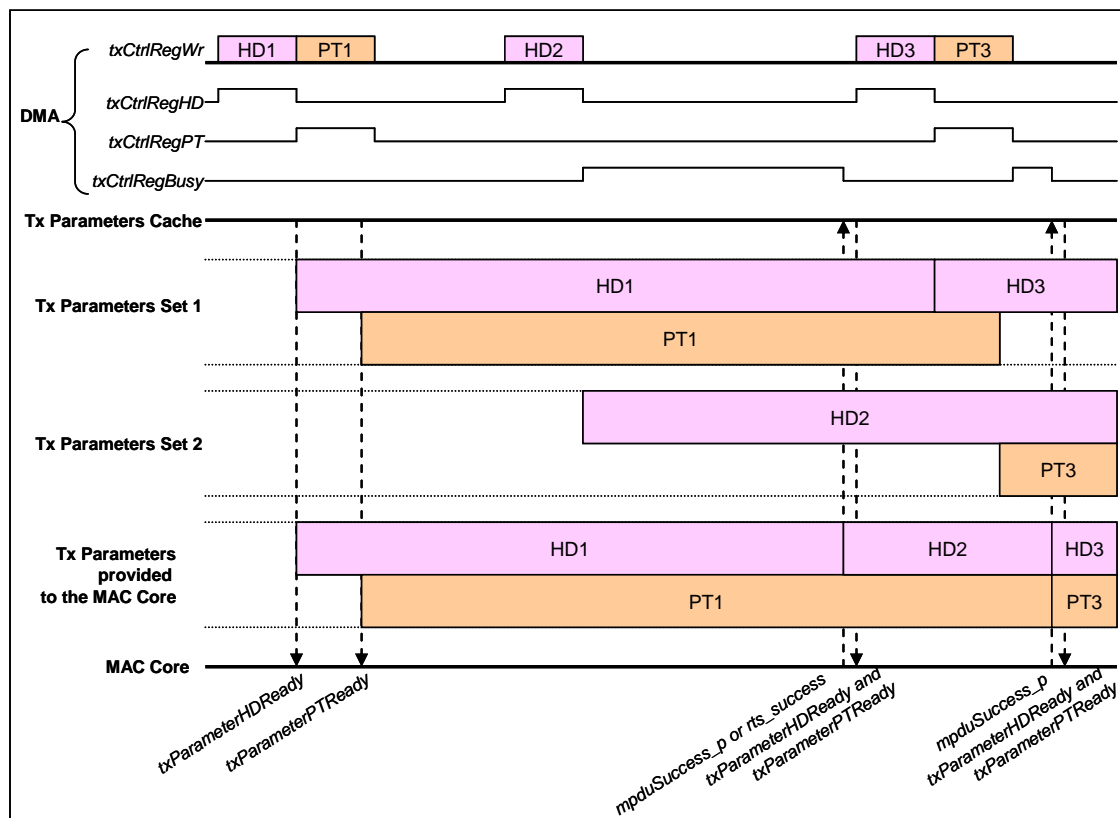 txCtrlRegWr
HD1
PT1
HD2
HD3
PT3
DMA
txCtrlRegHD
txCtrlRegPT
txCtrlRegBusy
Tx Parameters Cache
Tx Parameters Set 1
HD1
HD3
PT1
Tx Parameters Set 2
HD2
PT3
Tx Parameters
provided
to the MAC Core
HD1
HD2
HD3
PT1
PT3
MAC Core
txParameterHDReady
txParameterPTReady
mpduSuccess_p or rts_success
txParameterHDReady and
txParameterPTReady
mpduSuccess_p
txParameterHDReady and
txParameterPTReady